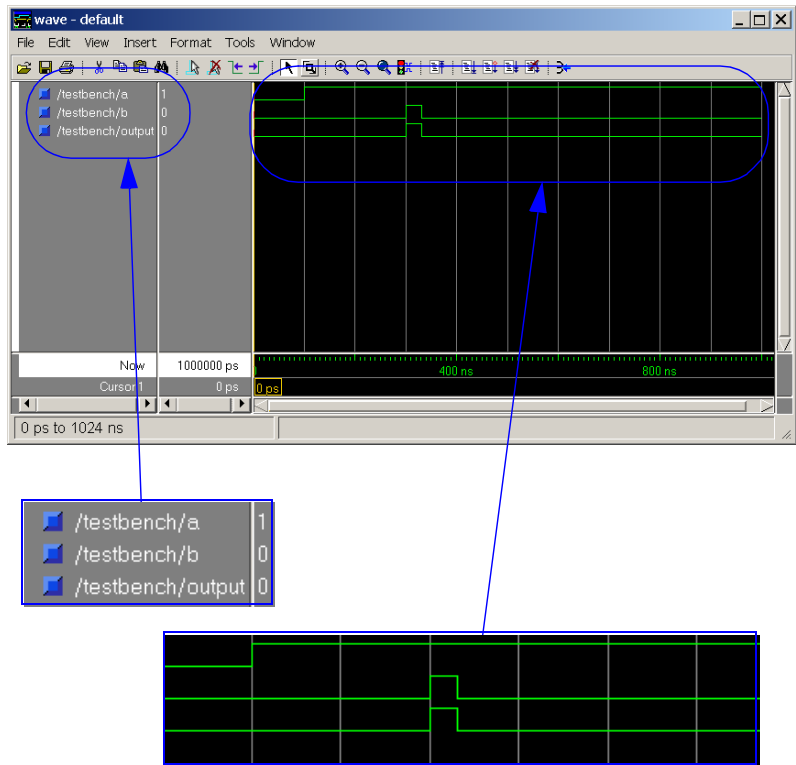 wave - default
File Edit View Insert Format Tools Window
/testbench/a 1
/testbench/b 0
/testbench/output 0
Now 1000000 ps
400 ns 800 ns
Cursor 1 0 ps
0 ps
0 ps to 1024 ns
/testbench/a 1
/testbench/b 0
/testbench/output 0